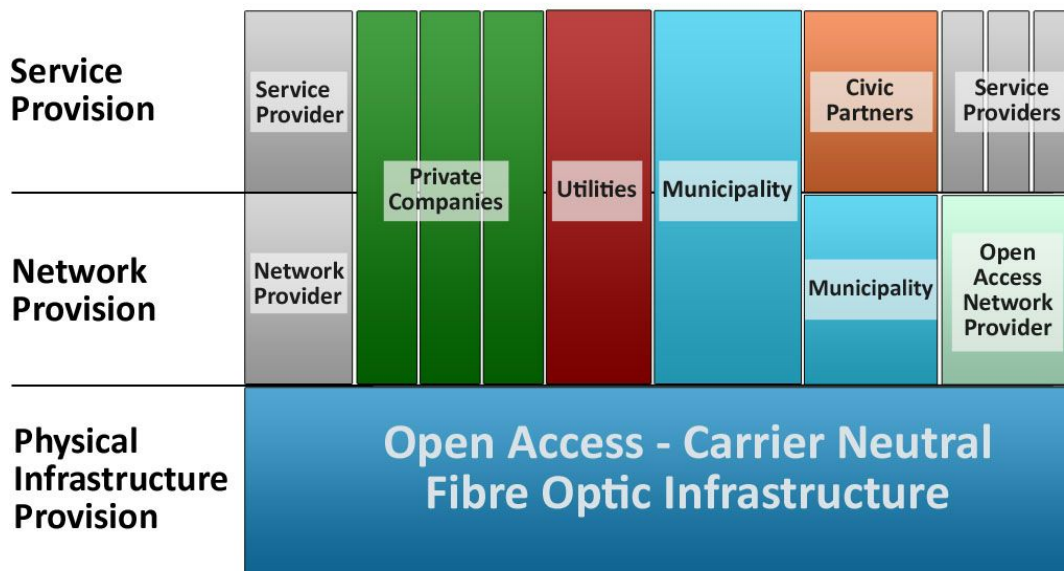 Service
Provision
Service
Provider
Private
Companies
Utilities
Municipality
Civic
Partners
Service
Providers
Network
Provision
Network
Provider
Municipality
Open
Access
Network
Provider
Physical
Infrastructure
Provision
Open Access - Carrier Neutral
Fibre Optic Infrastructure